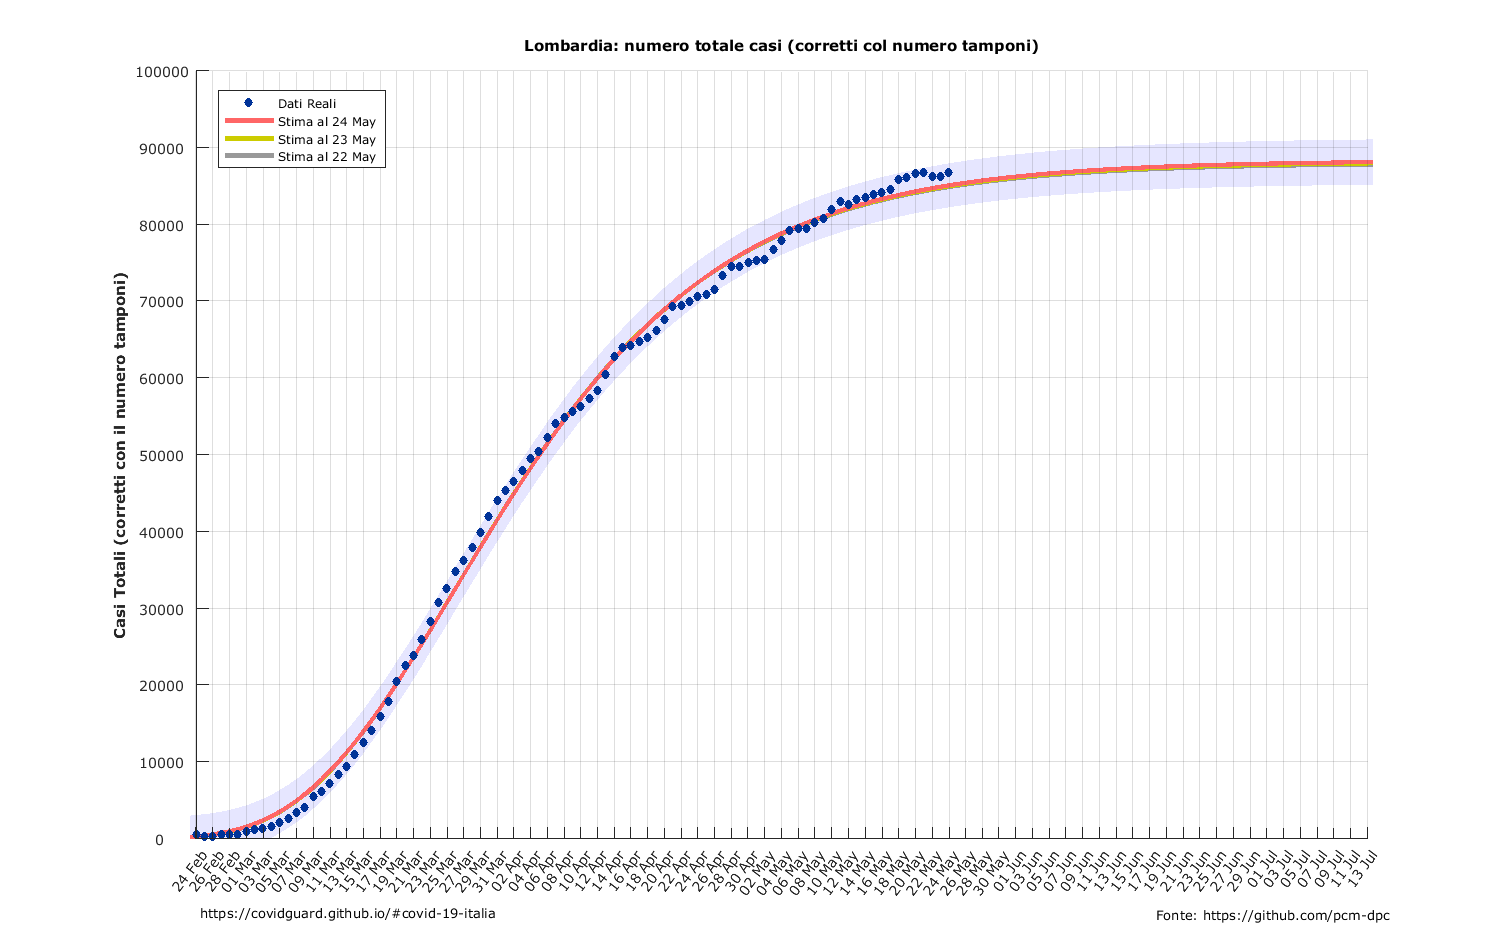 Lombardia: numero totale casi (corretti col numero tamponi)
100000
90000
80000
70000
60000
50000
40000
30000
20000
10000
0
Casi Totali (corretti con il numero tamponi)
Dati Reali
Stima al 24 May
Stima al 23 May
Stima al 22 May
24 Feb
26 Feb
28 Feb
01 Mar
03 Mar
05 Mar
07 Mar
09 Mar
11 Mar
13 Mar
15 Mar
17 Mar
19 Mar
21 Mar
23 Mar
25 Mar
27 Mar
29 Mar
31 Mar
02 Apr
04 Apr
06 Apr
08 Apr
10 Apr
12 Apr
14 Apr
16 Apr
18 Apr
20 Apr
22 Apr
24 Apr
26 Apr
28 Apr
30 Apr
02 May
04 May
06 May
08 May
10 May
12 May
14 May
16 May
18 May
20 May
22 May
24 May
26 May
28 May
30 May
01 Jun
03 Jun
05 Jun
07 Jun
09 Jun
11 Jun
13 Jun
15 Jun
17 Jun
19 Jun
21 Jun
23 Jun
25 Jun
27 Jun
29 Jun
01 Jul
03 Jul
05 Jul
07 Jul
09 Jul
11 Jul
13 Jul
https://covidguard.github.io/#covid-19-italia
Fonte: https://github.com/pcm-dpc